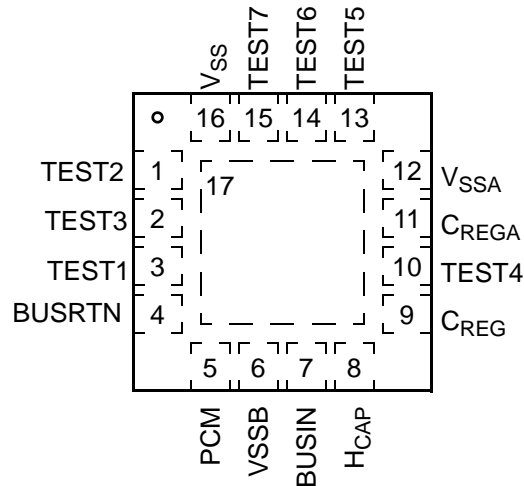 VSS
TEST7
TEST6
TEST5
16
15
14
13
TEST2
1
17
12
VSSA
TEST3
2
11
CREGA
TEST1
3
10
TEST4
BUSRTN
4
9
CREG
5
6
7
8
PCM
VSSB
BUSIN
HCAP